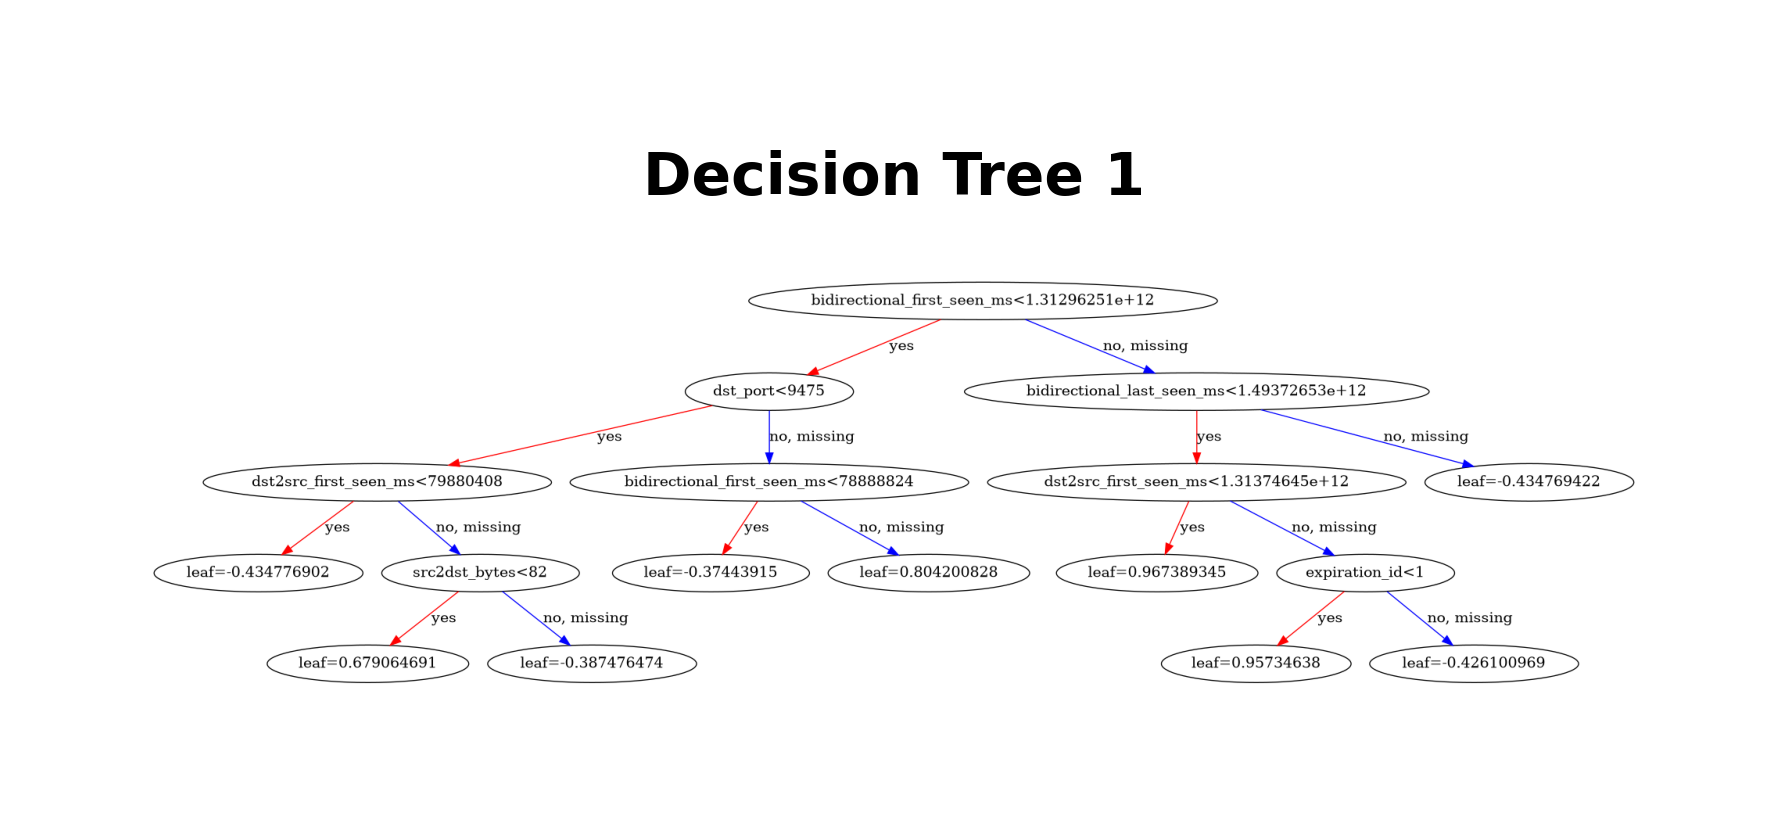 Decision Tree 1
bidirectional_first_seen_ms<1.31296251e+12
yes
no, missing
dst_port<9475
bidirectional_last_seen_ms<1.49372653e+12
yes
no, missing
yes
no, missing
dst2src_first_seen_ms<79880408
bidirectional_first_seen_ms<78888824
dst2src_first_seen_ms<1.31374645e+12
leaf=-0.434769422
yes
no, missing
yes
no, missing
yes
no, missing
leaf=-0.434776902
src2dst_bytes<82
leaf=-0.37443915
leaf=0.804200828
leaf=0.967389345
expiration_id<1
yes
no, missing
yes
no, missing
leaf=0.679064691
leaf=-0.387476474
leaf=0.95734638
leaf=-0.426100969